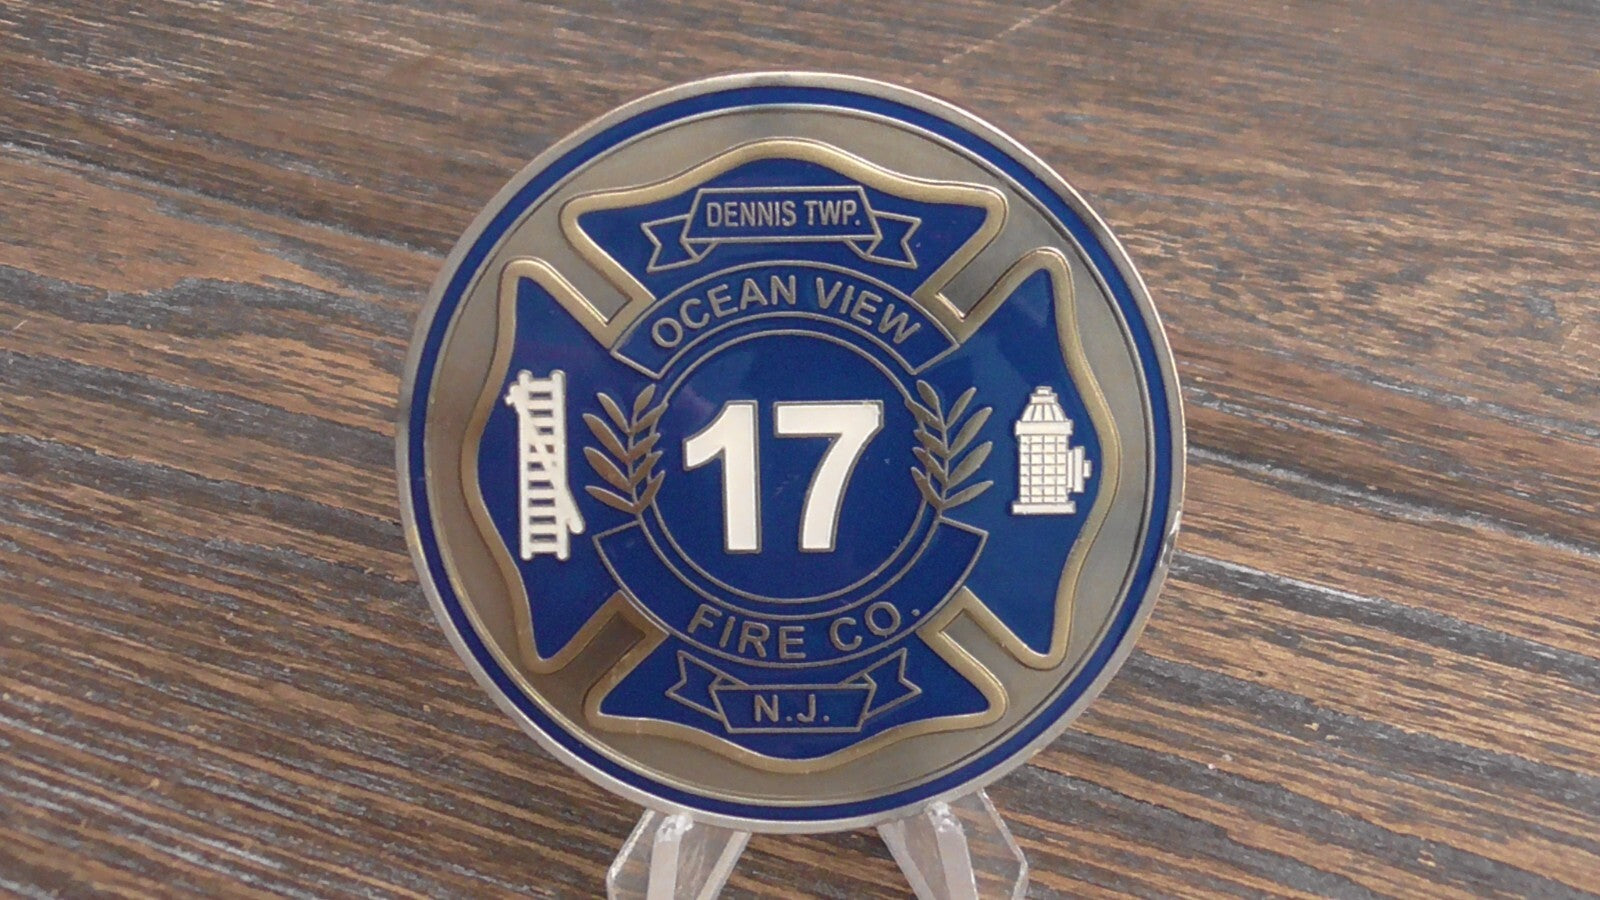 DENNIS TWP.
OCEAN VIEW
17
FIRE CO.
N.J.